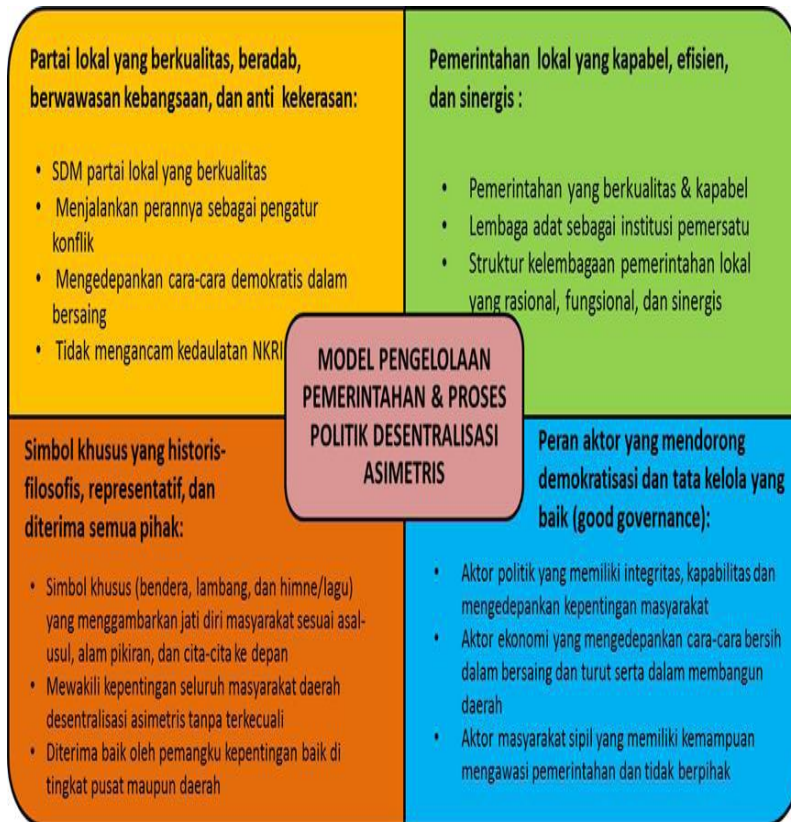 Partai lokal yang berkualitas, beradab,
berwawasan kebangsaan, dan anti kekerasan:
• SDM partai lokal yang berkualitas
• Menjalankan perannya sebagai pengatur
konflik
• Mengedepankan cara-cara demokratis dalam
bersaing
• Tidak mengancam kedaulatan NKRI
Pemerintahan lokal yang kapabel, efisien,
dan sinergis :
• Pemerintahan yang berkualitas & kapabel
• Lembaga adat sebagai institusi pemersatu
• Struktur kelembagaan pemerintahan lokal
yang rasional, fungsional, dan sinergis
MODEL PENGELOLAAN
PEMERINTAHAN & PROSES
POLITIK DESENTRALISASI
ASIMETRIS
Simbol khusus yang historis-
filosofis, representatif, dan
diterima semua pihak:
• Simbol khusus (bendera, lambang, dan himne/lagu)
yang menggambarkan jati diri masyarakat sesuai asal-
usul, alam pikiran, dan cita-cita ke depan
• Mewakili kepentingan seluruh masyarakat daerah
desentralisasi asimetris tanpa terkecuali
• Diterima baik oleh pemangku kepentingan baik di
tingkat pusat maupun daerah
Peran aktor yang mendorong
demokratisasi dan tata kelola yang
baik (good governance):
• Aktor politik yang memiliki integritas, kapabilitas dan
mengedepankan kepentingan masyarakat
• Aktor ekonomi yang mengedepankan cara-cara bersih
dalam bersaing dan turut serta dalam membangun
daerah
• Aktor masyarakat sipil yang memiliki kemampuan
mengawasi pemerintahan dan tidak berpihak